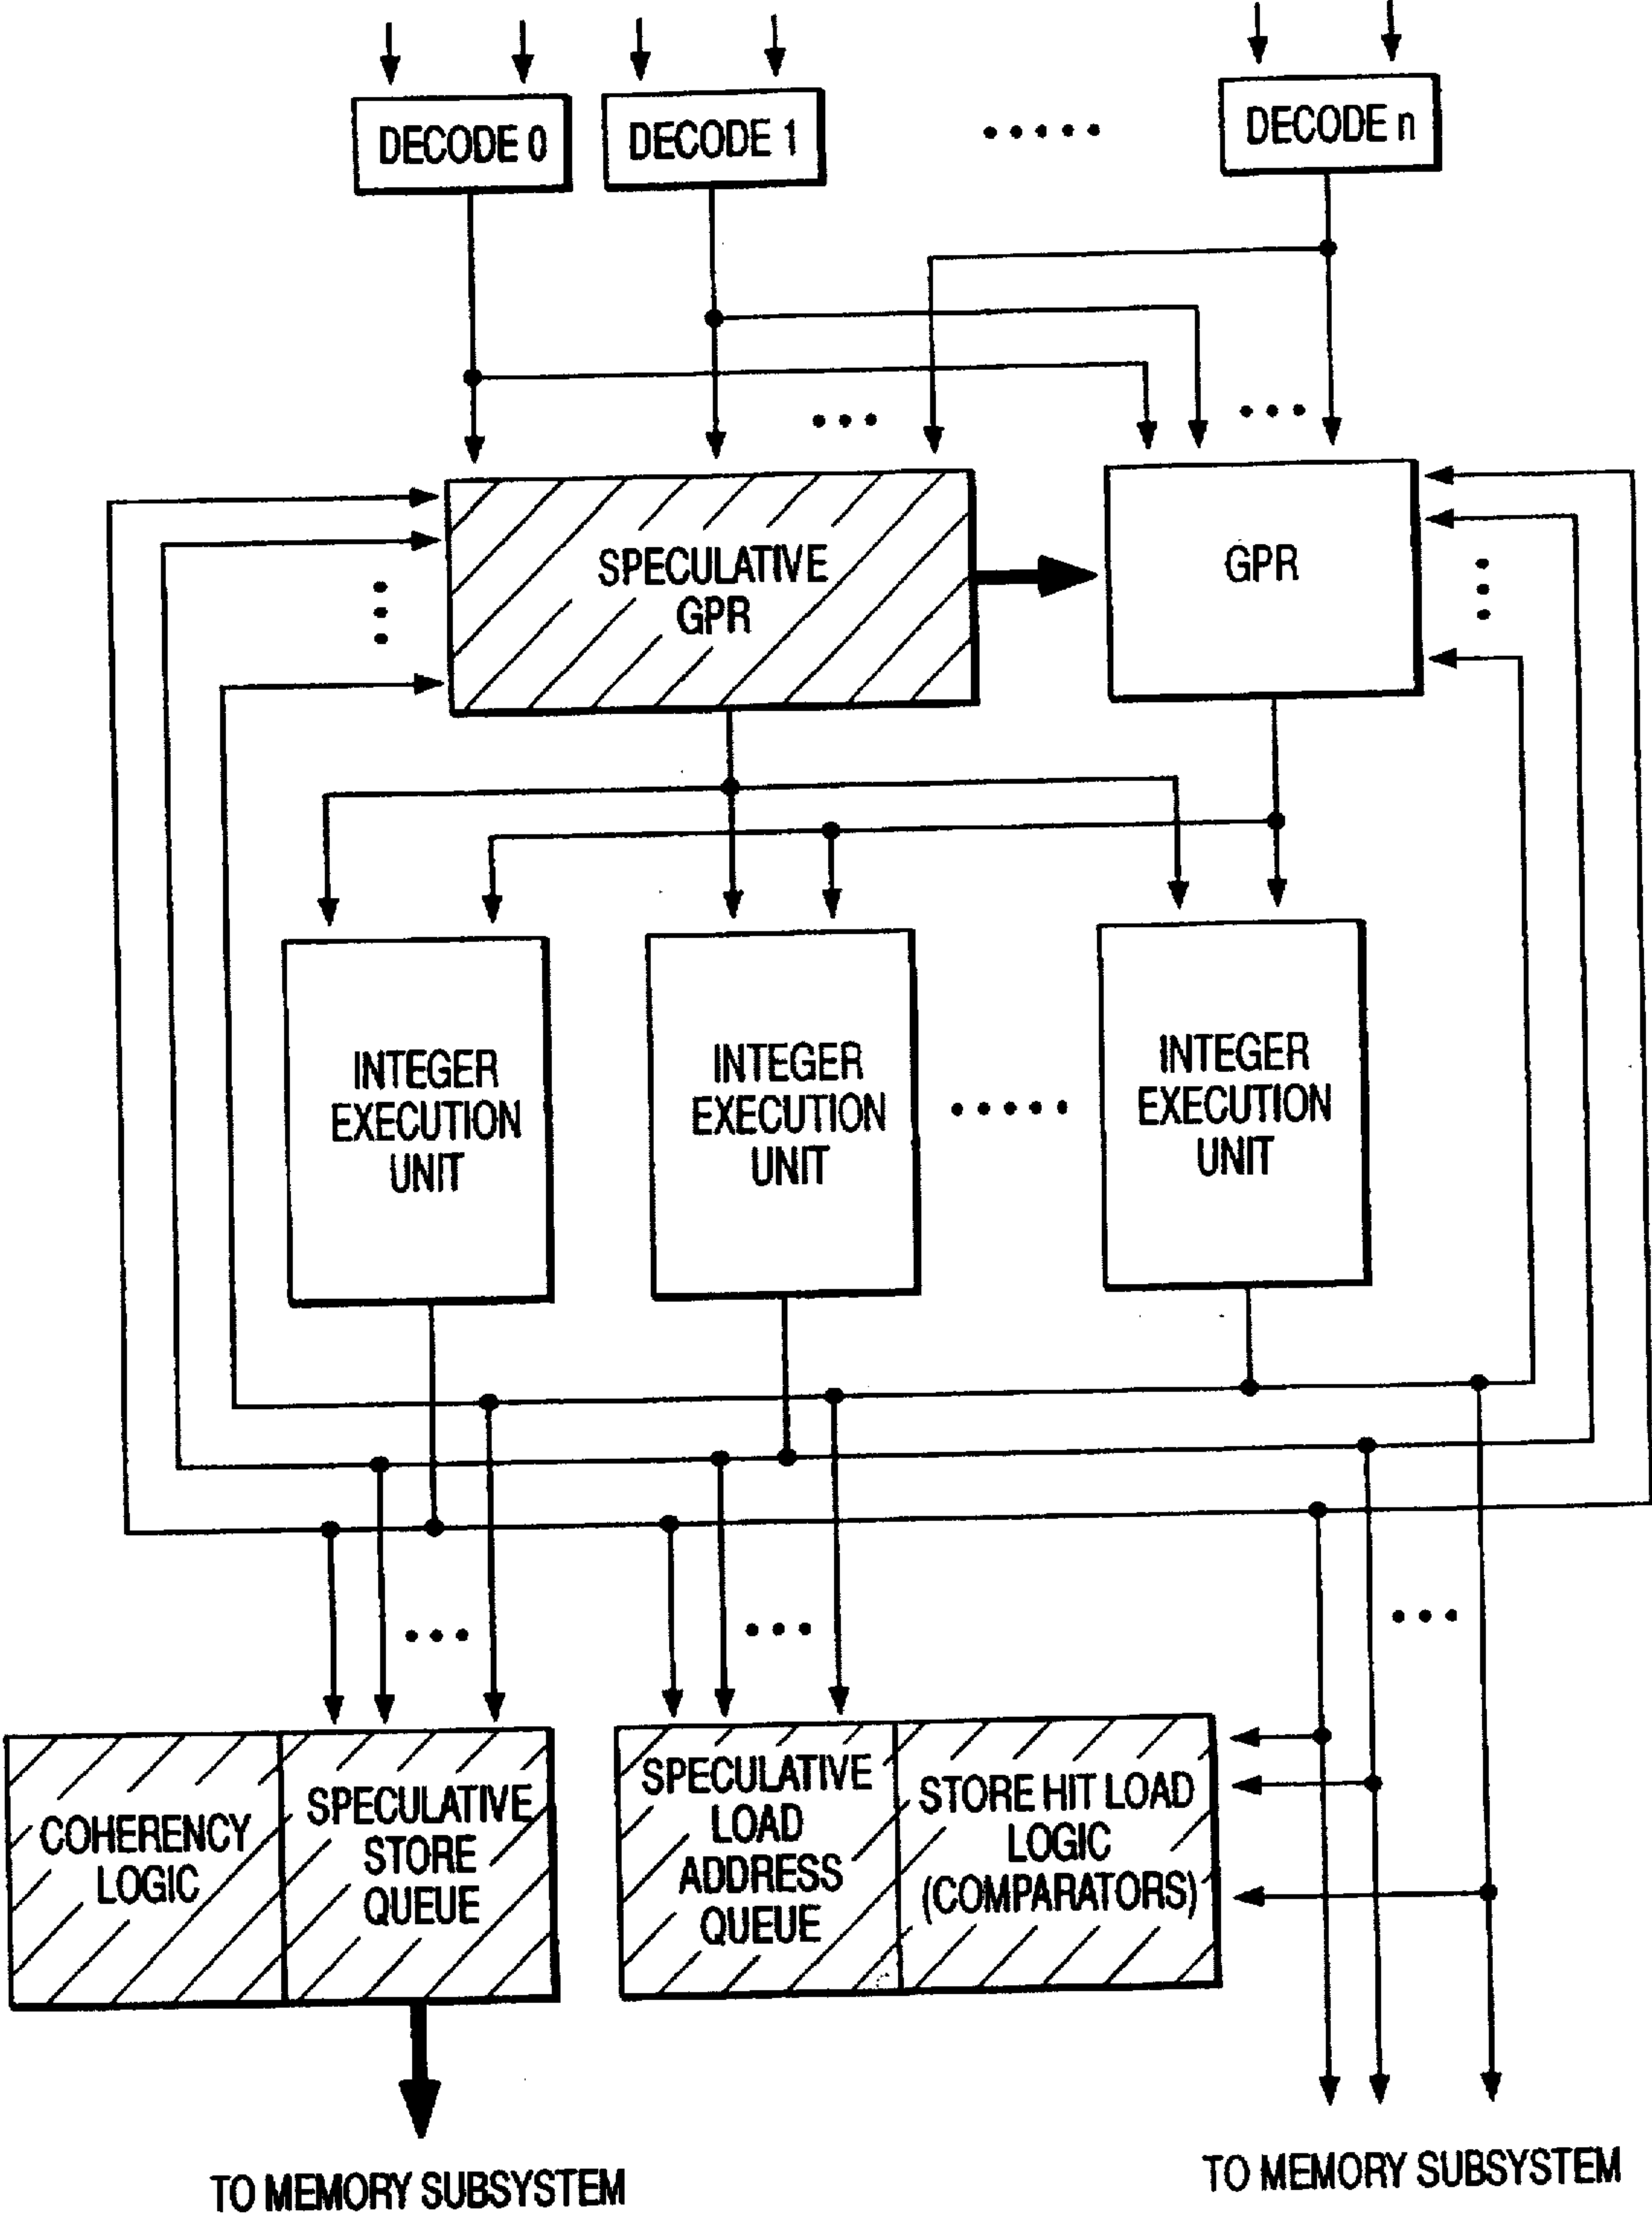 DECODE 0
DECODE 1
DECODE n
SPECULATIVE
GPR
GPR
INTEGER
EXECUTION
UNIT
INTEGER
EXECUTION
UNIT
INTEGER
EXECUTION
UNIT
COHERENCY
LOGIC
SPECULATIVE
STORE
QUEUE
SPECULATIVE
LOAD
ADDRESS
QUEUE
STORE HIT LOAD
LOGIC
(COMPARATORS)
TO MEMORY SUBSYSTEM
TO MEMORY SUBSYSTEM